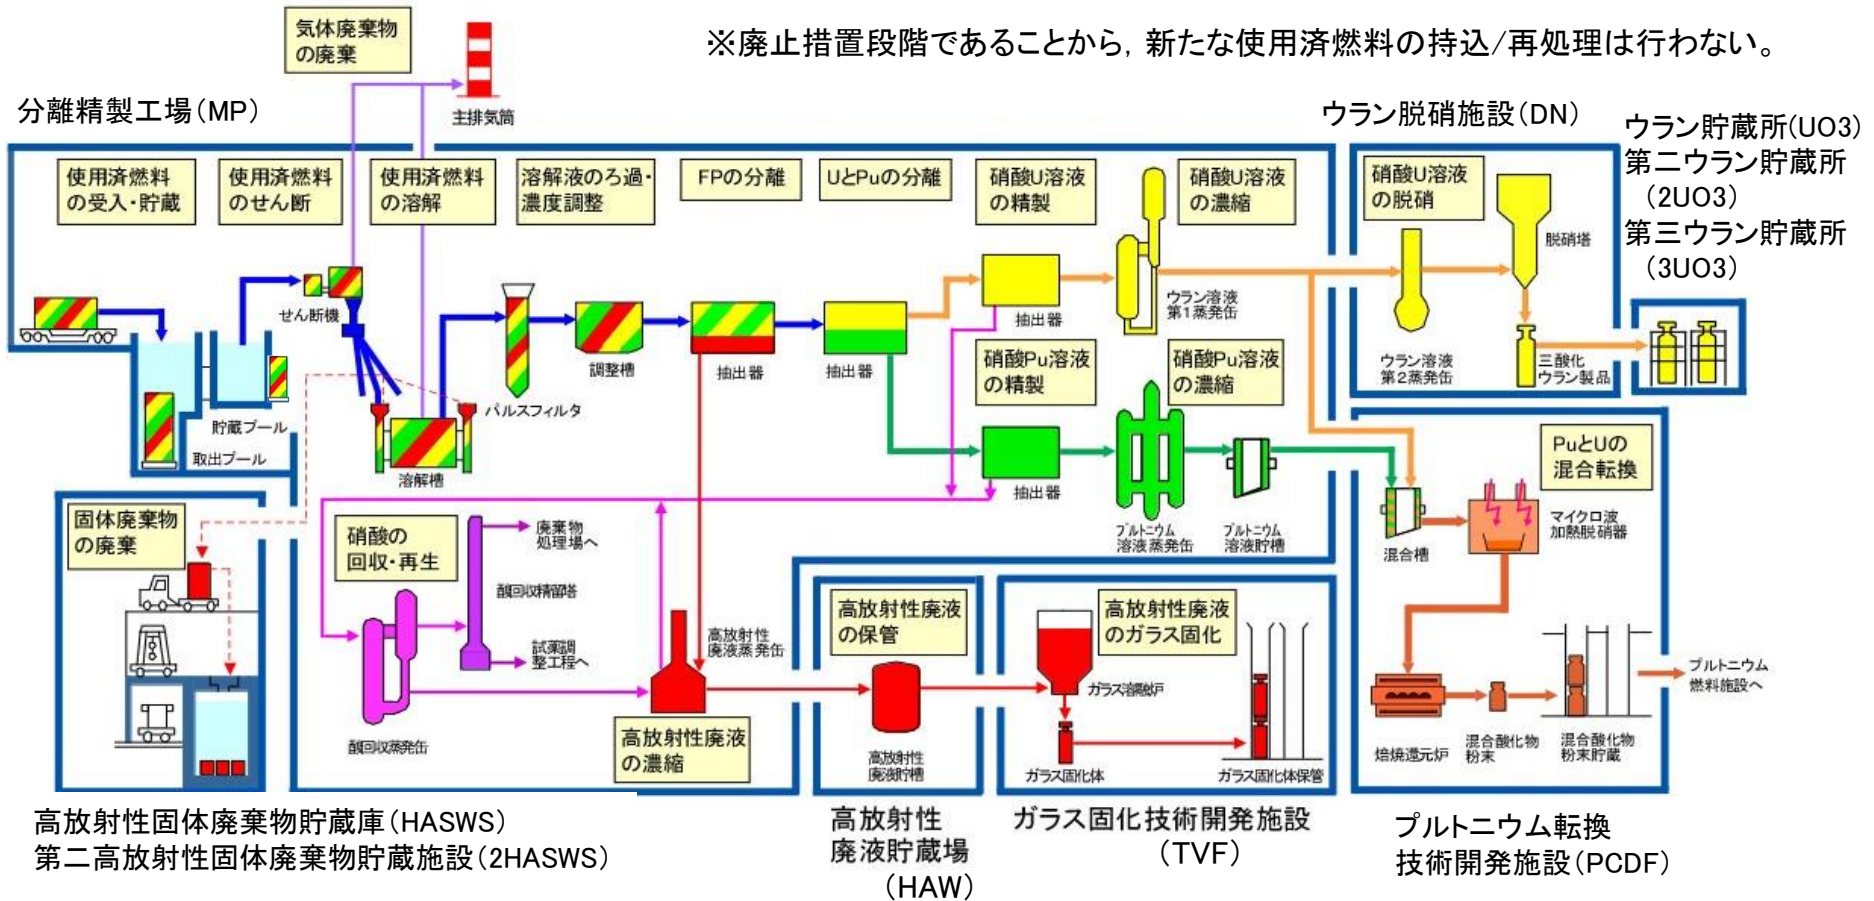 ※廃止措置段階であることから，新たな使用済燃料の持込/再処理は行わない。
気体廃棄物
の廃棄
主排気筒
分離精製工場（MP）
使用済燃料
の受入・貯蔵
使用済燃料
のせん断
使用済燃料
の溶解
溶解液のろ過・
濃度調整
FPの分離
UとPuの分離
硝酸U溶液
の精製
硝酸U溶液
の濃縮
せん断機
貯蔵プール
取出プール
溶解槽
パルスフィルタ
調整槽
抽出器
抽出器
抽出器
ウラン溶液
第1蒸発缶
硝酸Pu溶液
の精製
硝酸Pu溶液
の濃縮
抽出器
プルトニウム
溶液蒸発缶
プルトニウム
溶液貯槽
ウラン脱硝施設（DN）
硝酸U溶液
の脱硝
脱硝塔
ウラン溶液
第2蒸発缶
三酸化
ウラン製品
ウラン貯蔵所(UO3)
第二ウラン貯蔵所
（2UO3）
第三ウラン貯蔵所
（3UO3）
PuとUの
混合転換
混合槽
マイクロ波
加熱脱硝器
焙焼還元炉
混合酸化物
粉末
混合酸化物
粉末貯蔵
プルトニウム
燃料施設へ
プルトニウム転換
技術開発施設（PCDF）
固体廃棄物
の廃棄
高放射性固体廃棄物貯蔵庫（HASWS）
第二高放射性固体廃棄物貯蔵施設（2HASWS）
硝酸の
回収・再生
廃棄物
処理場へ
酸回収精留塔
試薬調
整工程へ
酸回収蒸発缶
高放射性
廃液蒸発缶
高放射性廃液
の濃縮
高放射性廃液
の保管
高放射性
廃液貯槽
高放射性
廃液貯蔵場
（HAW）
高放射性廃液
のガラス固化
ガラス溶融炉
ガラス固化体
ガラス固化体保管
ガラス固化技術開発施設
（TVF）